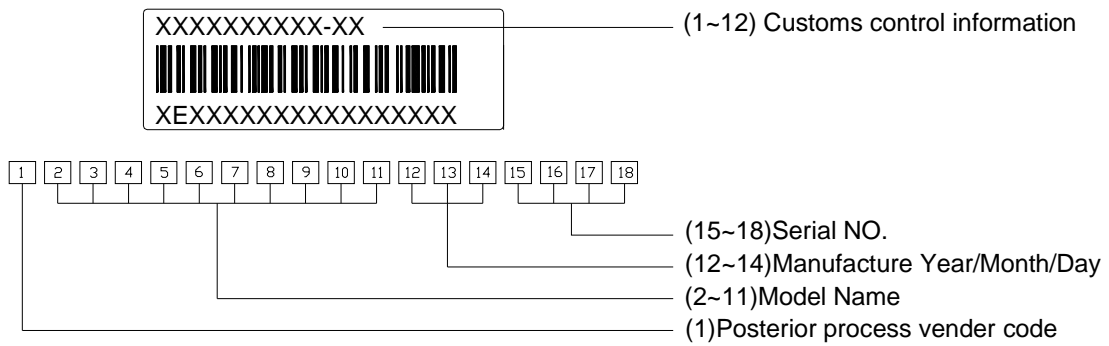 XXXXXXXXXX-XX
(1~12) Customs control information
XEXXXXXXXXXXXXXXXX
1 2 3 4 5 6 7 8 9 10 11 12 13 14 15 16 17 18
(15~18)Serial NO.
(12~14)Manufacture Year/Month/Day
(2~11)Model Name
(1)Posterior process vender code